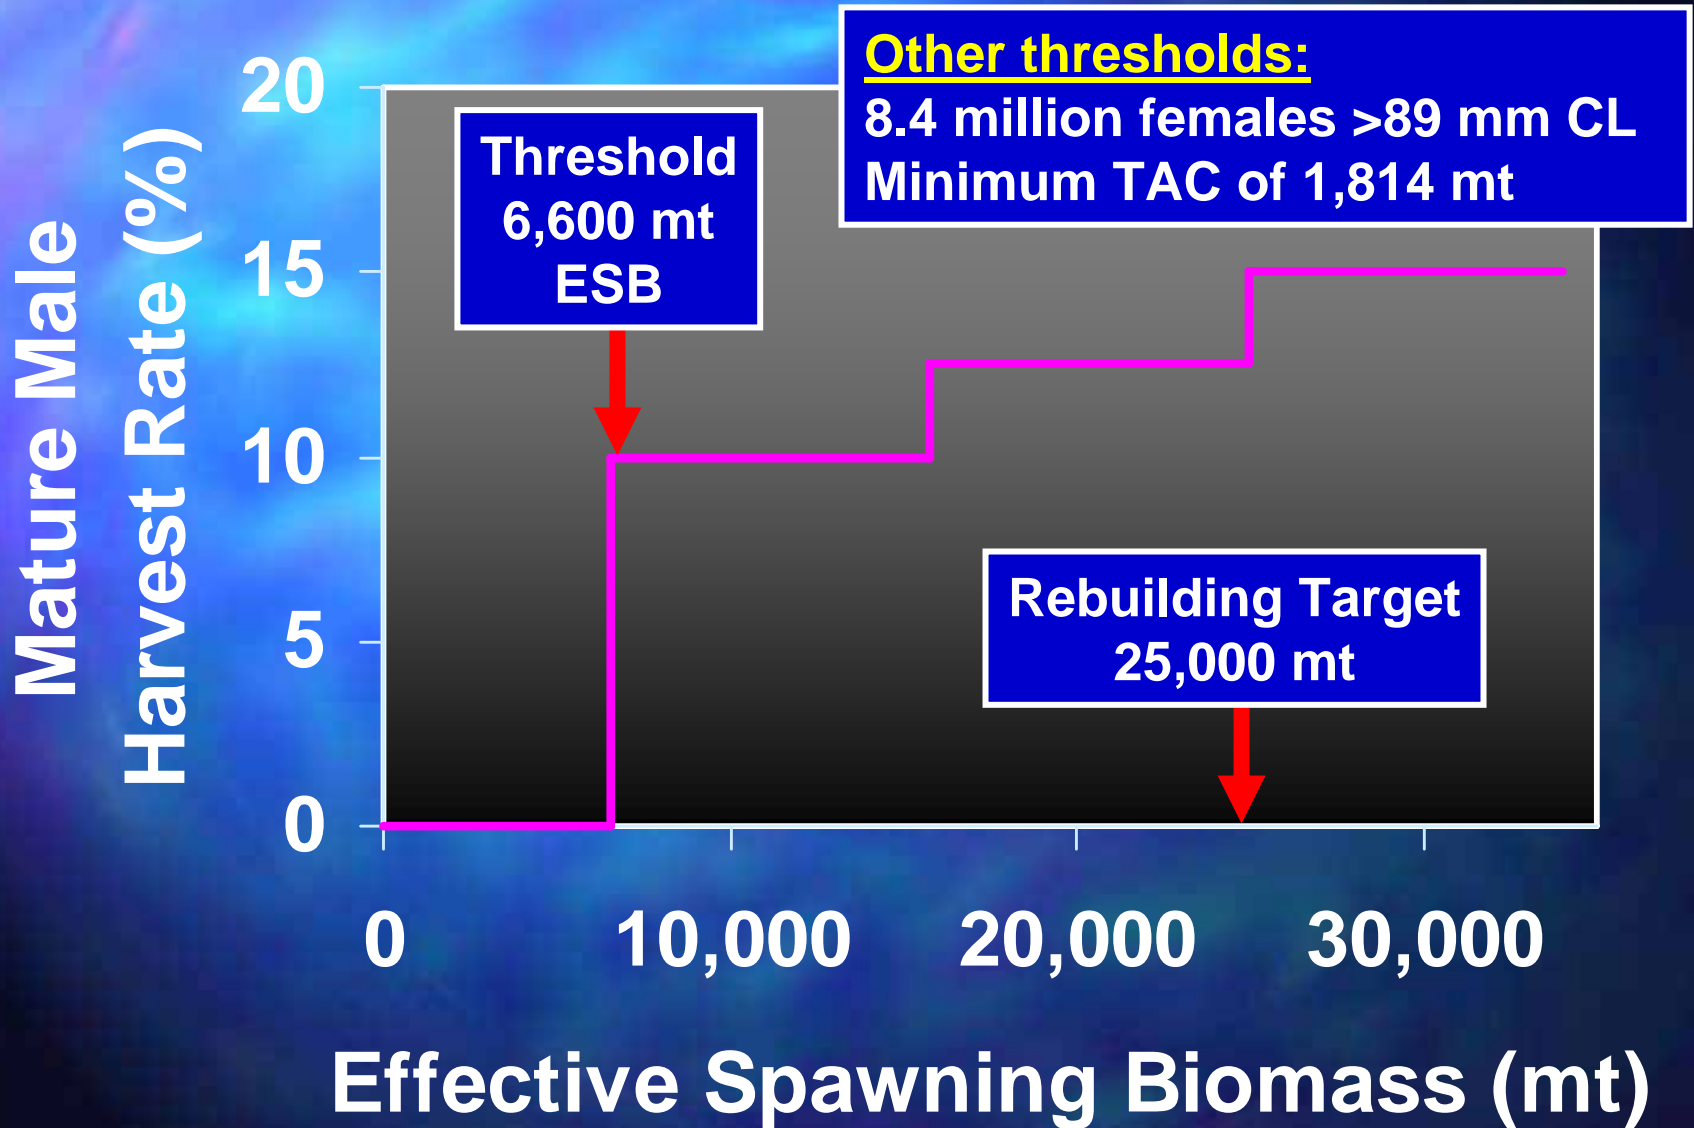 Other thresholds:
8.4 million females >89 mm CL
Minimum TAC of 1,814 mt
Threshold
6,600 mt
ESB
Mature Male
Harvest Rate (%)
20
15
10
5
0
Rebuilding Target
25,000 mt
0 10,000 20,000 30,000
Effective Spawning Biomass (mt)